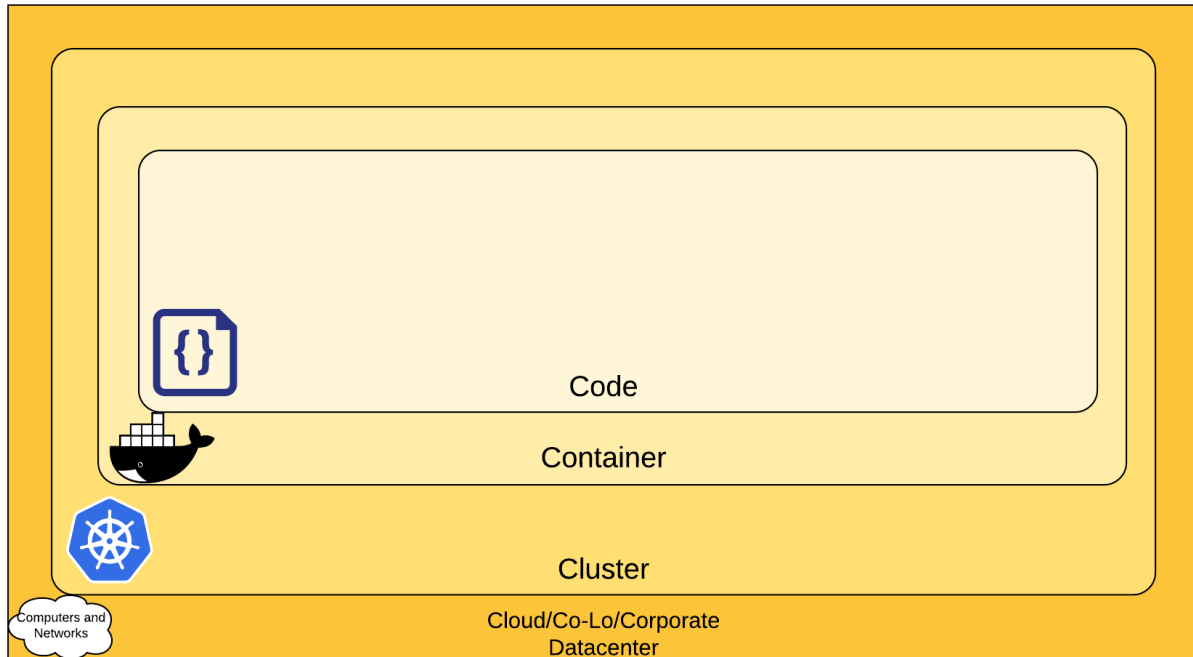 {}
Code
Container
Cluster
Computers and
Networks
Cloud/Co-Lo/Corporate
Datacenter